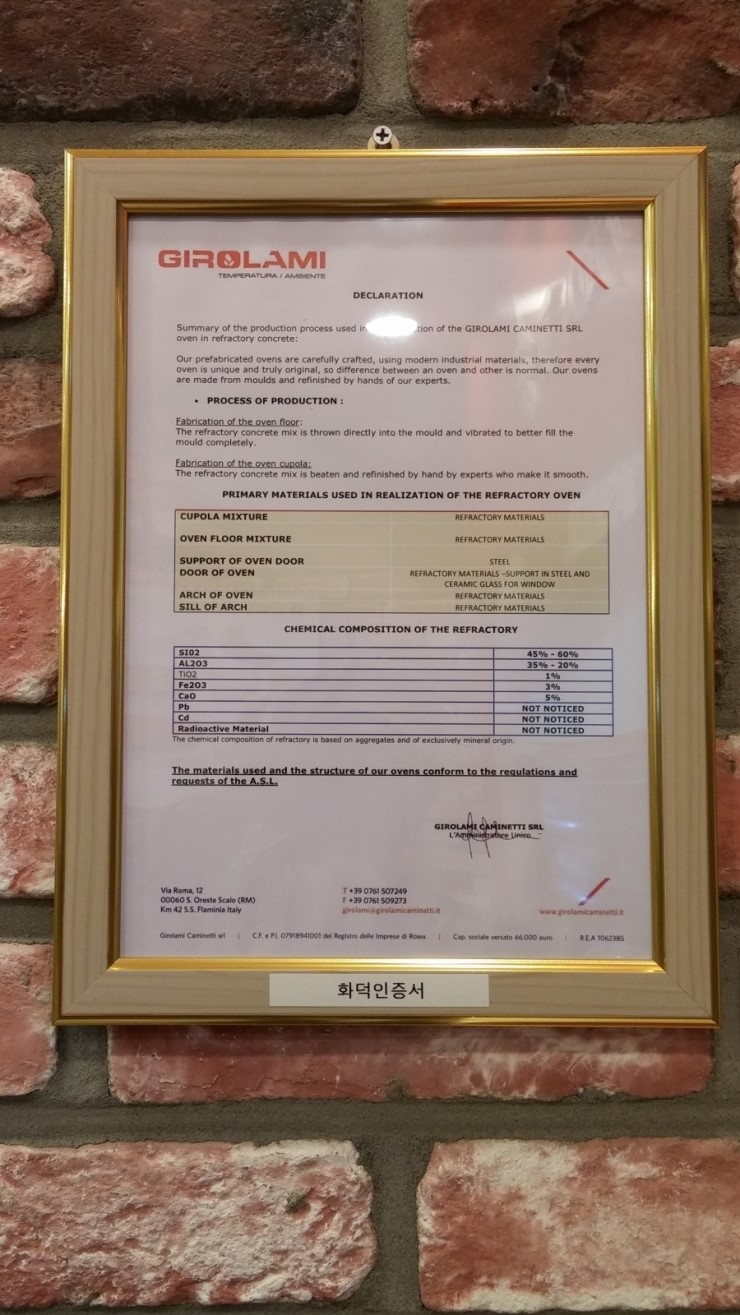 GIROLAMI
TEMPERATURA / AMBIENTE
DECLARATION
Summary of the production process used in tion of the GIROLAMI CAMINETTI SRL
oven in refractory concrete:
Our prefabricated ovens are carefully crafted, using modern industrial materials, therefore every
oven is unique and truly original, so difference between an oven and other is normal. Our ovens
are made from moulds and refinished by hands of our experts.
• PROCESS OF PRODUCTION :
Fabrication of the oven floor:
The refractory concrete mix is thrown directly into the mould and vibrated to better fill the
mould completely.
Fabrication of the oven cupola:
The refractory concrete mix is beaten and refinished by hand by experts who make it smooth.
PRIMARY MATERIALS USED IN REALIZATION OF THE REFRACTORY OVEN
CUPOLA MIXTURE REFRACTORY MATERIALS
OVEN FLOOR MIXTURE REFRACTORY MATERIALS
SUPPORT OF OVEN DOOR STEEL
DOOR OF OVEN REFRACTORY MATERIALS –SUPPORT IN STEEL AND
CERAMIC GLASS FOR WINDOW
ARCH OF OVEN REFRACTORY MATERIALS
SILL OF ARCH REFRACTORY MATERIALS
CHEMICAL COMPOSITION OF THE REFRACTORY
SI02 45% - 60%
AL2O3 35% - 20%
TiO2 1%
Fe2O3 3%
CaO 5%
Pb NOT NOTICED
Cd NOT NOTICED
Radioactive Material NOT NOTICED
The chemical composition of refractory is based on aggregates and of exclusively mineral origin.
The materials used and the structure of our ovens conform to the regulations and
requests of the A.S.L.
GIROLAMI CAMINETTI SRL
L'Amministratore Unico
Via Roma, 12 T +39 0761 507249
00060 S. Oreste Scalo (RM) F +39 0761 509273
Km 42 S.S. Flaminia Italy girolami@girolamicaminetti.it www.girolamicaminetti.it
Girolami Caminetti srl | C.F. e P.I. 07918941001 del Registro delle Imprese di Roma | Cap. sociale versato 66.000 euro | R.E.A 1062385
화덕인증서